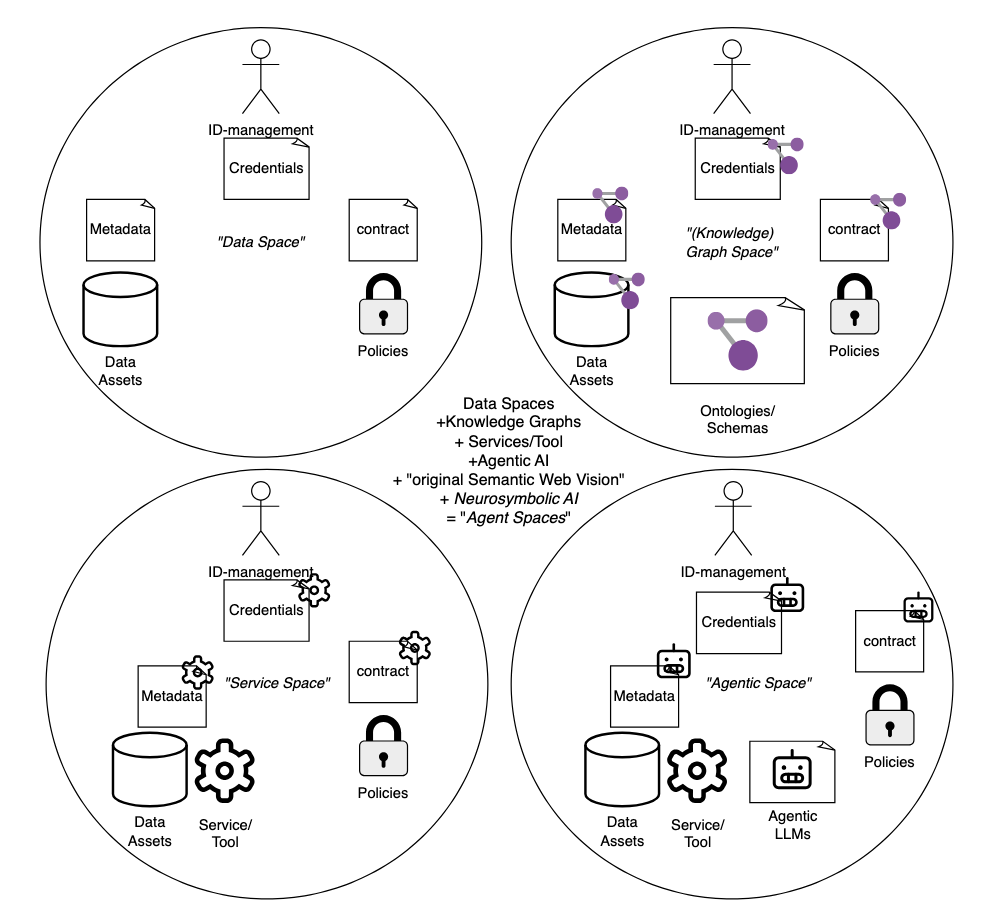 ID-management
Credentials
Metadata
"Data Space"
contract
Data
Assets
Policies
ID-management
Credentials
Metadata
"(Knowledge)
Graph Space"
contract
Data
Assets
Policies
Ontologies/
Schemas
Data Spaces
+Knowledge Graphs
+ Services/Tool
+Agentic AI
+ "original Semantic Web Vision"
+ Neurosymbolic AI
= "Agent Spaces"
ID-management
Credentials
Metadata
"Service Space"
contract
Data
Assets
Service/
Tool
Policies
ID-management
Credentials
Metadata
"Agentic Space"
contract
Policies
Data
Assets
Service/
Tool
Agentic
LLMs